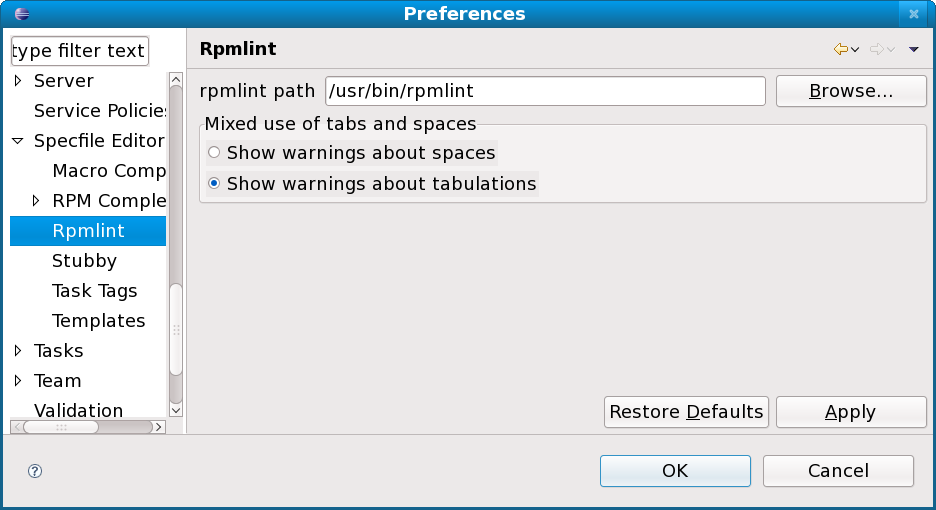 Preferences
type filter text
Server
Service Policie
Specfile Editor
Macro Comp
RPM Comple
Rpmlint
Stubby
Task Tags
Templates
Tasks
Team
Validation
Rpmlint
rpmlint path /usr/bin/rpmlint Browse...
Mixed use of tabs and spaces
Show warnings about spaces
Show warnings about tabulations
Restore Defaults Apply
OK Cancel